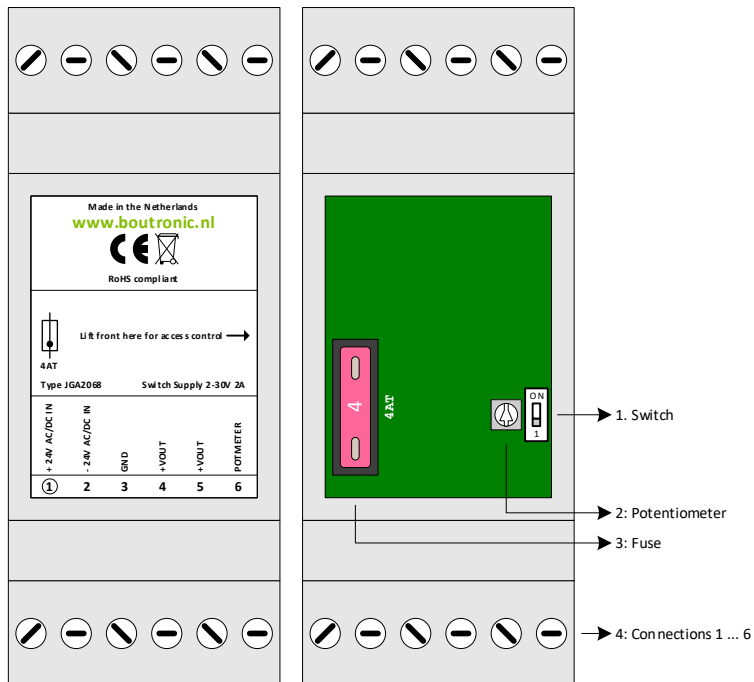 Made in the Netherlands
www.boutronic.nl
CE
RoHS compliant
Lift front here for access control
4AT
Type JGA2068 Switch Supply 2-30V 2A
+ 24V AC/DC IN
- 24V AC/DC IN
GND
+VOUT
+VOUT
POTMETER
1 2 3 4 5 6
4
4AT
ON
1
1. Switch
2: Potentiometer
3: Fuse
4: Connections 1 ... 6